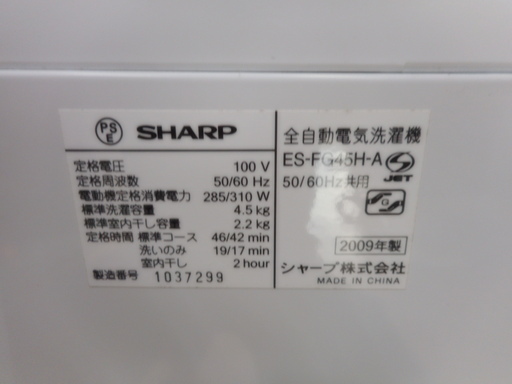 PS
E
SHARP
定格電圧 100 V
定格周波数 50/60 Hz
電動機定格消費電力 285/310 W
標準洗濯容量 4.5 kg
標準室内干し容量 2.2 kg
定格時間 標準コース 46/42 min
洗いのみ 19/17 min
室内干し 2 hour
製造番号 1037299
全自動電気洗濯機
ES-FG45H-A
JET
50/60Hz共用
2009年製
シャープ株式会社
MADE IN CHINA